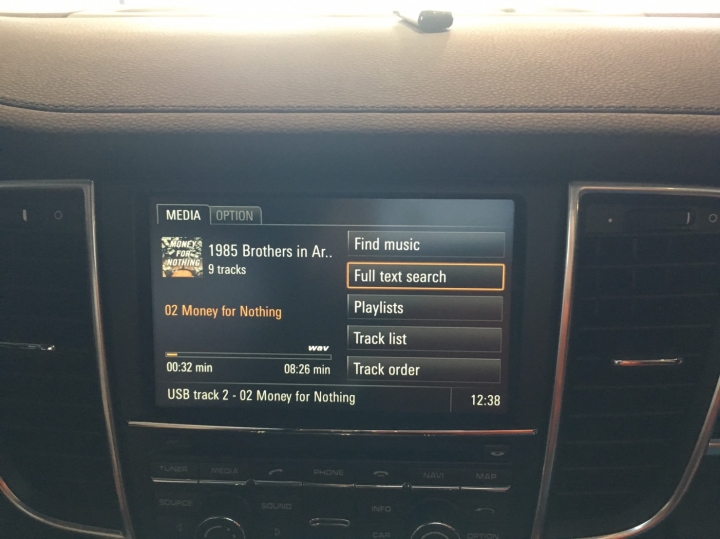 MEDIA OPTION
MONEY
FOR
NOTHING
1985 Brothers in Ar..
9 tracks
02 Money for Nothing
wav
00:32 min 08:26 min
Find music
Full text search
Playlists
Track list
Track order
USB track 2 - 02 Money for Nothing 12:38
TUNER MEDIA PHONE NAVI MAP
SOURCE SOUND INFO
CAR OPTION